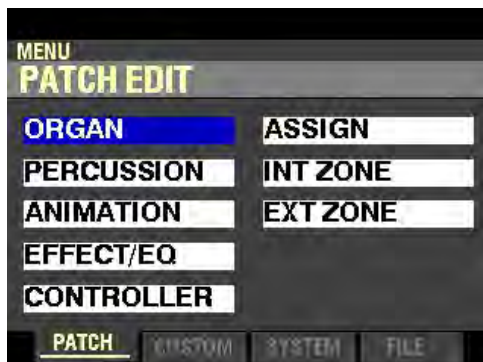 MENU
PATCH EDIT
ORGAN
PERCUSSION
ANIMATION
EFFECT/EQ
CONTROLLER
ASSIGN
INT ZONE
EXT ZONE
PATCH CUSTOM SYSTEM FILE